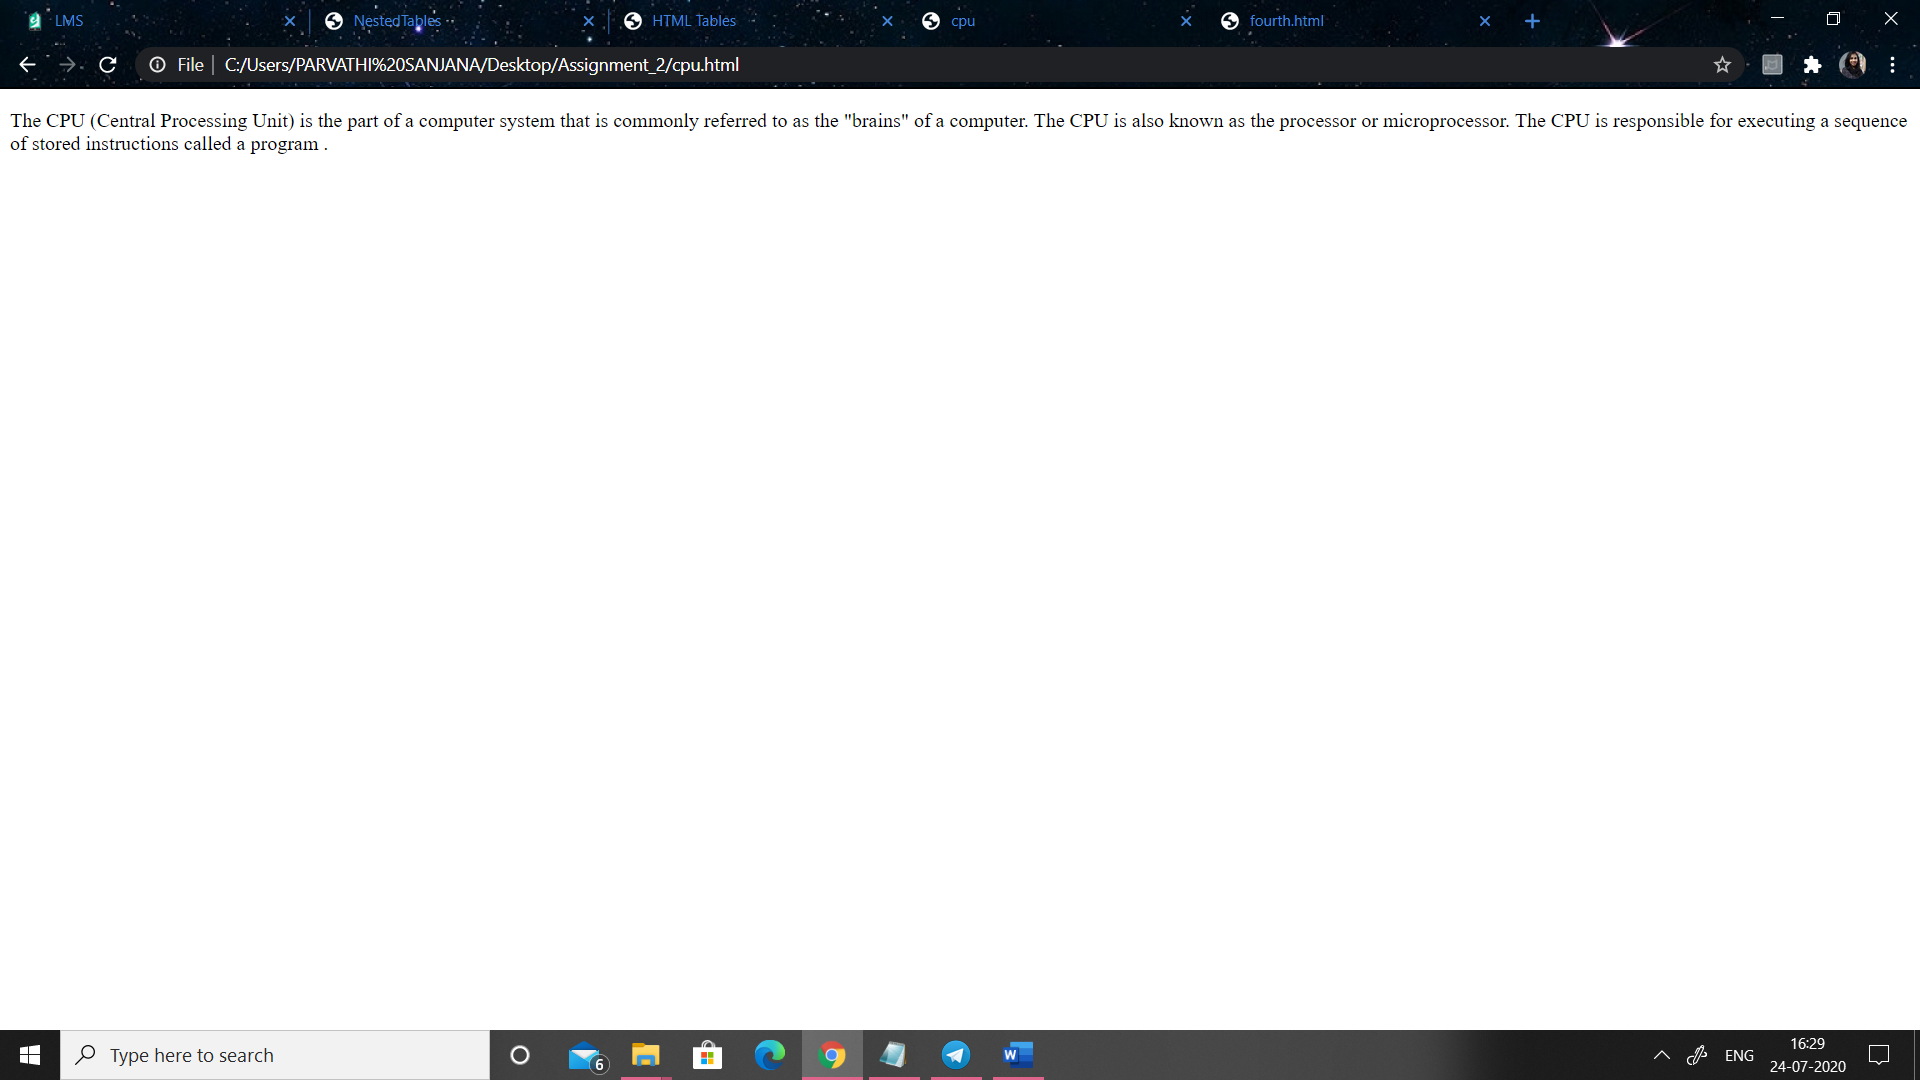 LMS
NestedTables
HTML Tables
cpu
fourth.html
File
C:/Users/PARVATHI%20SANJANA/Desktop/Assignment_2/cpu.html
The CPU (Central Processing Unit) is the part of a computer system that is commonly referred to as the "brains" of a computer. The CPU is also known as the processor or microprocessor. The CPU is responsible for executing a sequence
of stored instructions called a program .
Type here to search
6
W
ENG
16:29
24-07-2020